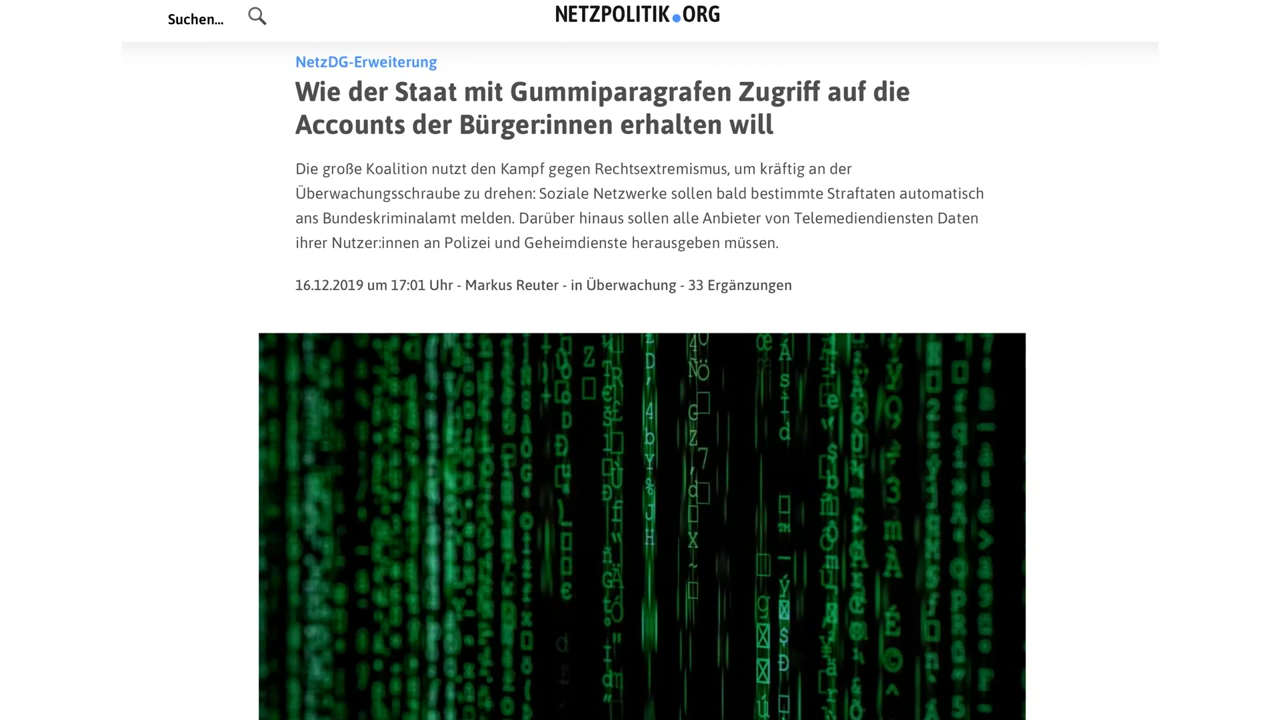 Suchen...
NETZPOLITIK.ORG
NetzDG-Erweiterung
Wie der Staat mit Gummiparagrafen Zugriff auf die
Accounts der Bürger:innen erhalten will
Die große Koalition nutzt den Kampf gegen Rechtsextremismus, um kräftig an der
Überwachungsschraube zu drehen: Soziale Netzwerke sollen bald bestimmte Straftaten automatisch
ans Bundeskriminalamt melden. Darüber hinaus sollen alle Anbieter von Telemediendiensten Daten
ihrer Nutzer:innen an Polizei und Geheimdienste herausgeben müssen.
16.12.2019 um 17:01 Uhr - Markus Reuter - in Überwachung - 33 Ergänzungen